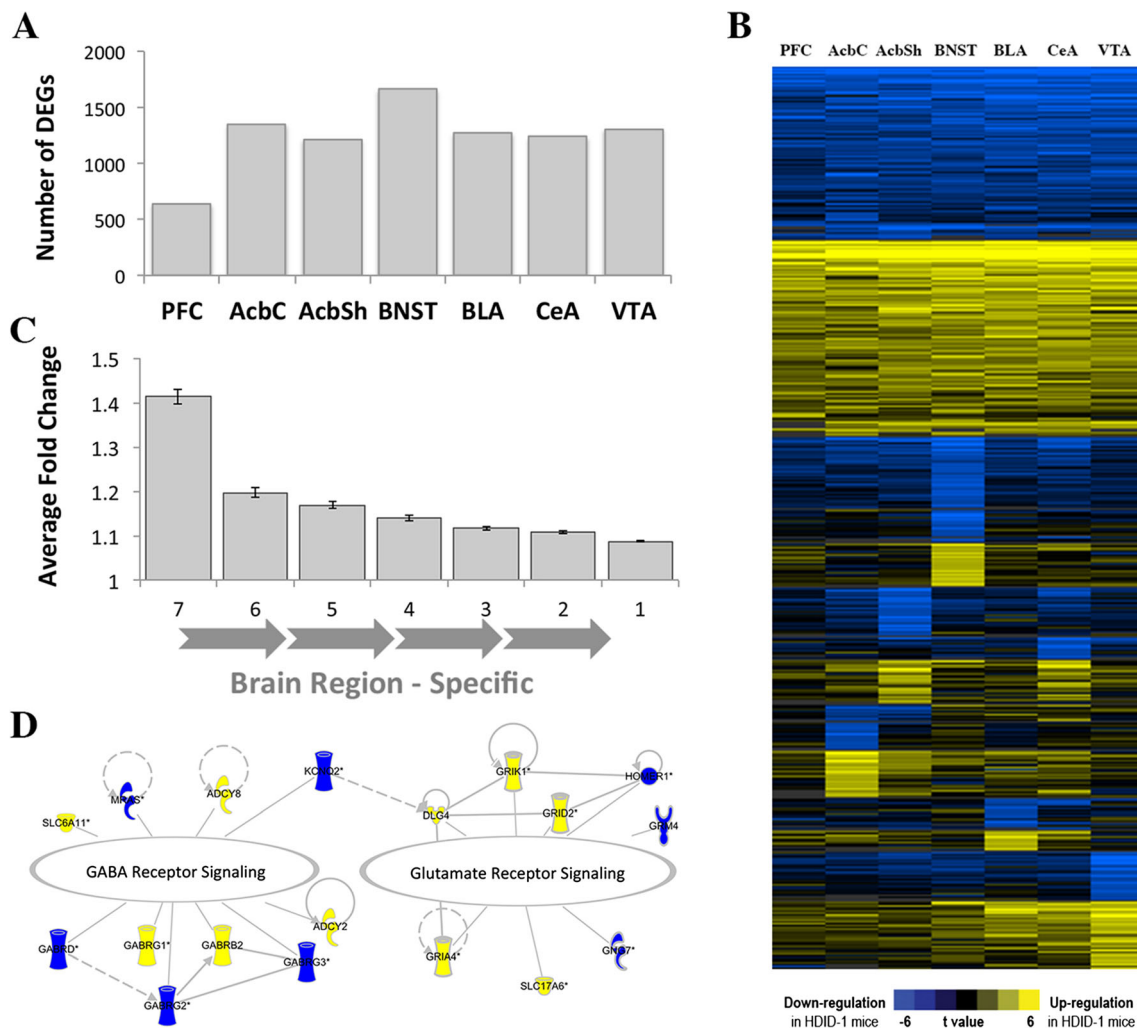 A
Number of DEGs
2000
1500
1000
500
0
PFC AcbC AcbSh BNST BLA CeA VTA
B
PFC AcbC AcbSh BNST BLA CeA VTA
Down-regulation
in HDID-1 mice
-6 t value 6
Up-regulation
in HDID-1 mice
C
Average Fold Change
1.5
1.4
1.3
1.2
1.1
1
7 6 5 4 3 2 1
Brain Region - Specific
D
MRAS*
ADCY8
KCNQ2*
SLC6A11*
GABA Receptor Signaling
ADCY2
GABRD*
GABRG1*
GABRB2
GABRG3*
GABRG2*
GRIK1*
HOMER1*
DLG4
GRID2*
GRM4
Glutamate Receptor Signaling
GRIA4*
GNG7*
SLC17A6*